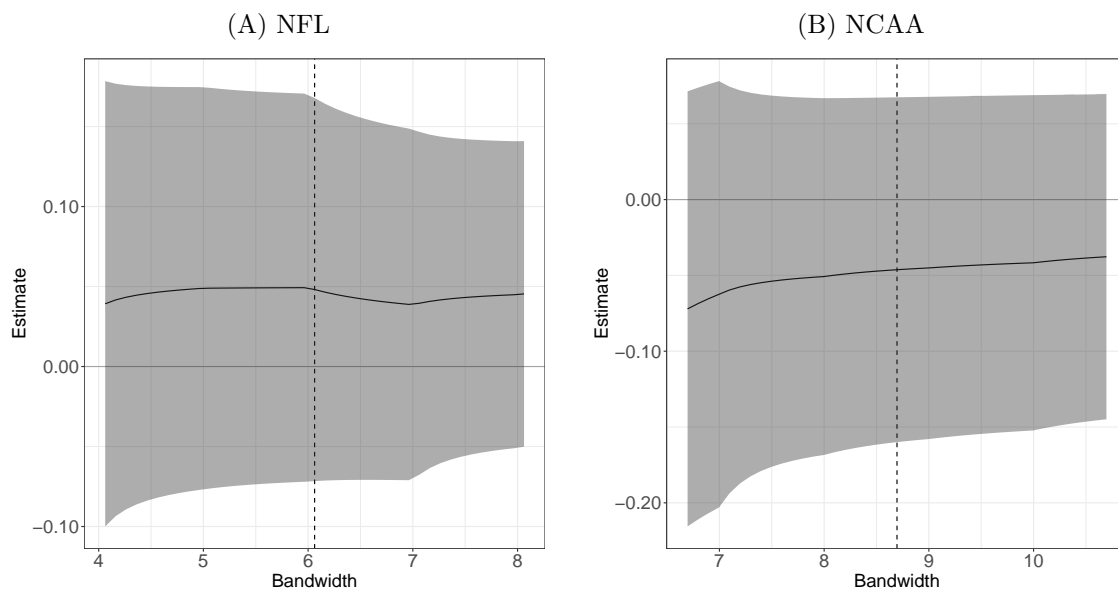 (A) NFL
Estimate
0.10
0.00
−0.10
4 5 6 7 8
Bandwidth
(B) NCAA
Estimate
0.00
−0.10
−0.20
7 8 9 10
Bandwidth